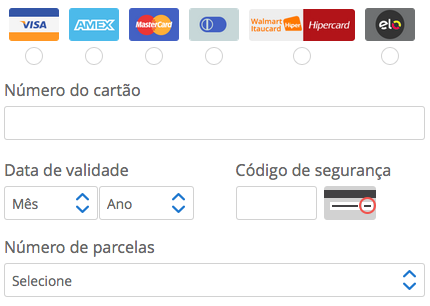 VISA AMEX MasterCard Walmart Itaucard Hiper Hipercard elo
Número do cartão
Data de validade Código de segurança
Mês Ano
Número de parcelas
Selecione